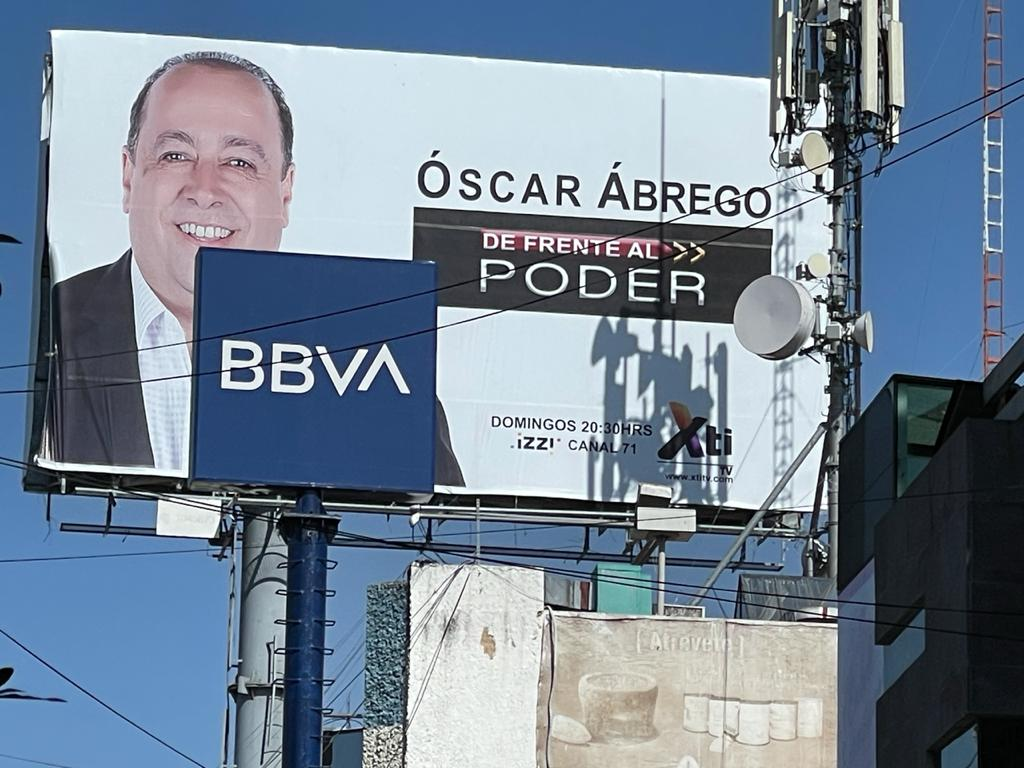 ÓSCAR ÁBREGO
DE FRENTE AL >>
PODER
BBVA
DOMINGOS 20:30HRS
izzi CANAL 71
Xti
TV
www.xtitv.com
[ Atrévete ]